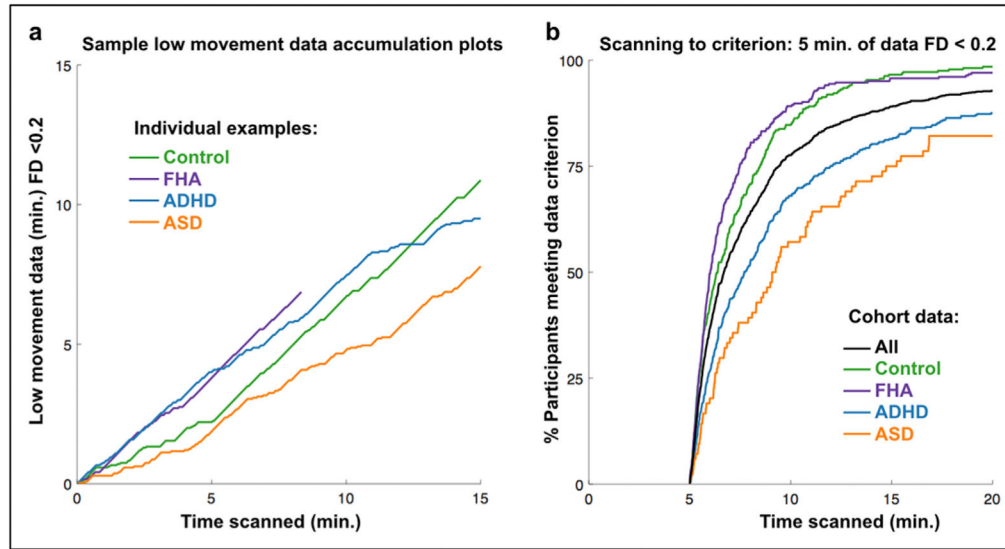 a
Sample low movement data accumulation plots
15
10
5
0
Low movement data (min.) FD <0.2
Individual examples:
Control
FHA
ADHD
ASD
0 5 10 15
Time scanned (min.)
b
Scanning to criterion: 5 min. of data FD < 0.2
100
75
50
25
0
% Participants meeting data criterion
Cohort data:
All
Control
FHA
ADHD
ASD
0 5 10 15 20
Time scanned (min.)